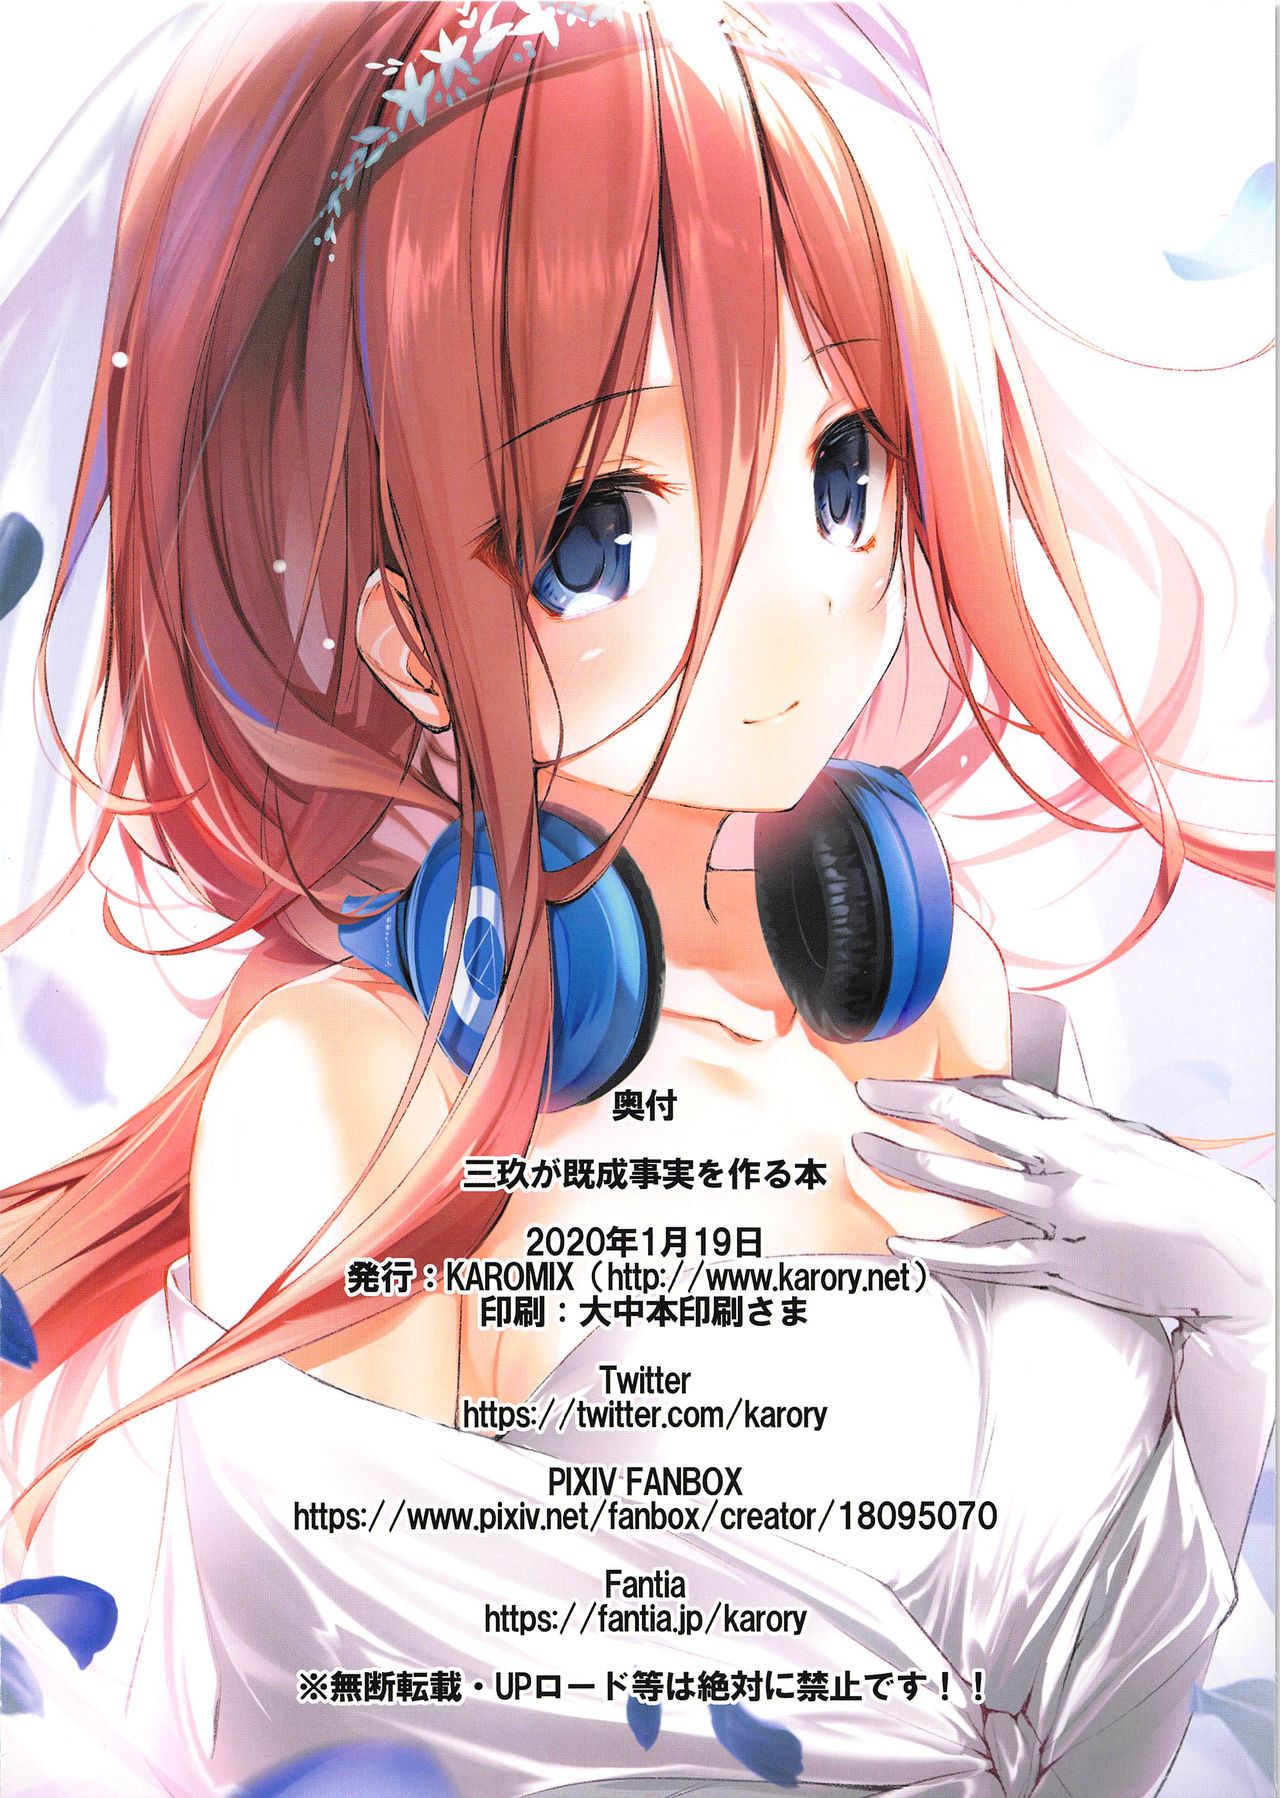 奥付
三玖が既成事実を作る本
2020年1月19日
発行：KAROMIX（http://www.karory.net）
印刷：大中本印刷さま
Twitter
https://twitter.com/karory
PIXIV FANBOX
https://www.pixiv.net/fanbox/creator/18095070
Fantia
https://fantia.jp/karory
※無断転載・UPロード等は絶対に禁止です！！